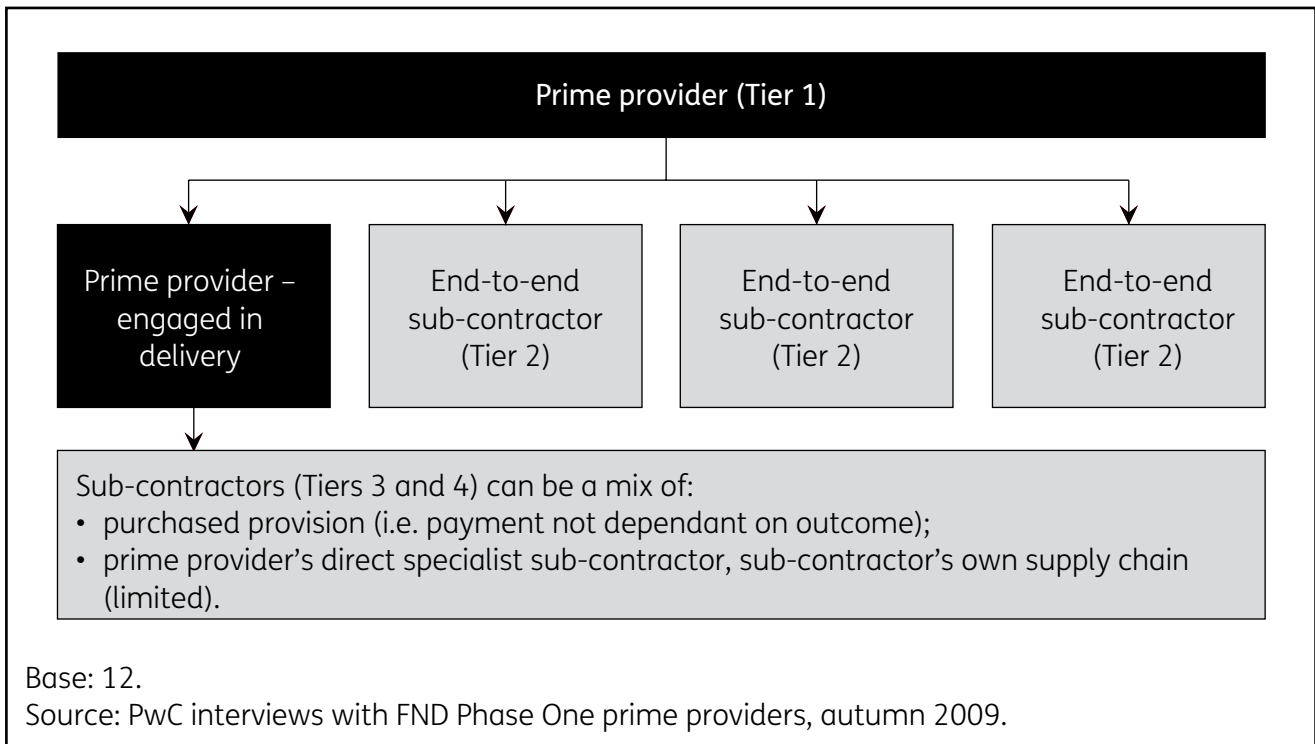 Prime provider (Tier 1)
Prime provider –
engaged in
delivery
End-to-end
sub-contractor
(Tier 2)
End-to-end
sub-contractor
(Tier 2)
End-to-end
sub-contractor
(Tier 2)
Sub-contractors (Tiers 3 and 4) can be a mix of:
• purchased provision (i.e. payment not dependant on outcome);
• prime provider’s direct specialist sub-contractor, sub-contractor’s own supply chain
(limited).
Base: 12.
Source: PwC interviews with FND Phase One prime providers, autumn 2009.